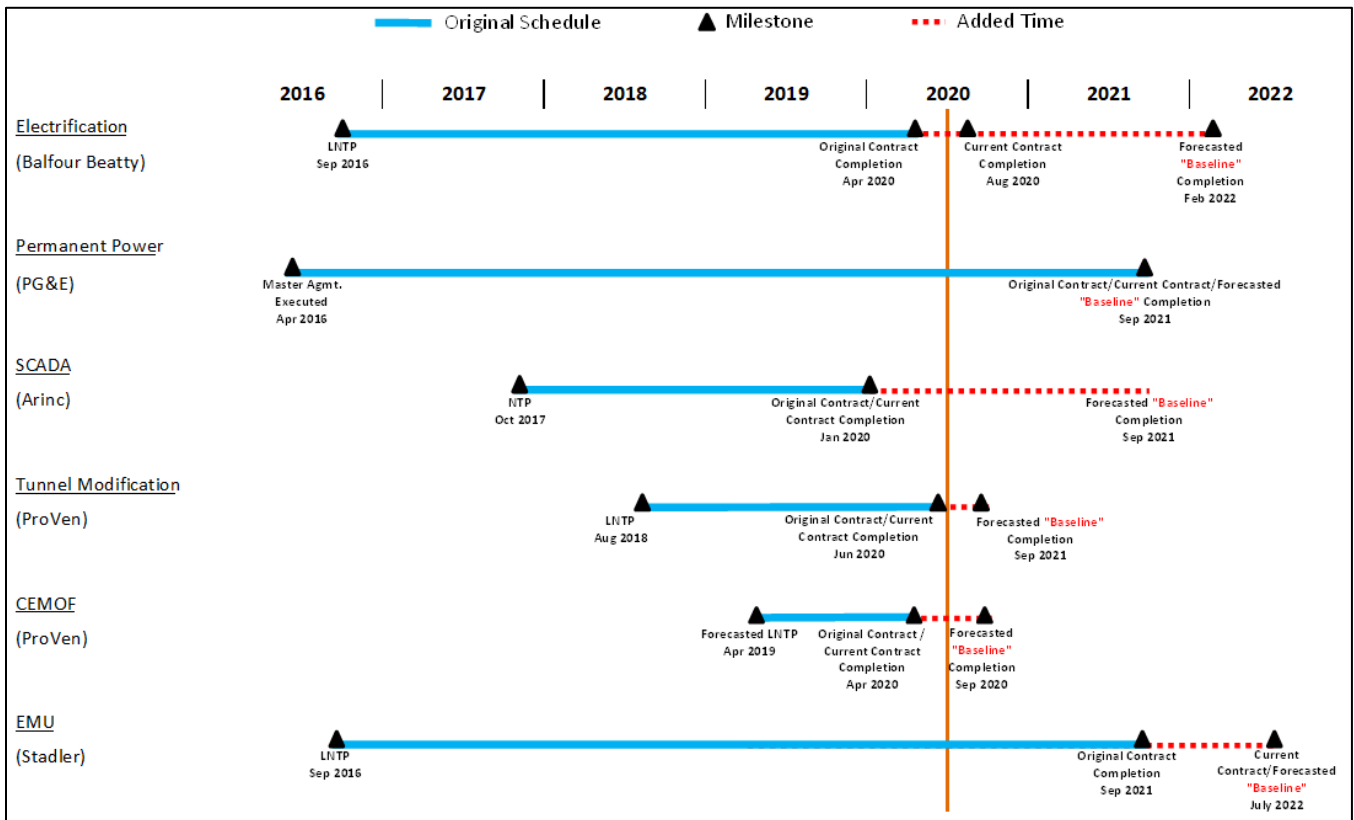 Original Schedule Milestone Added Time
2016 2017 2018 2019 2020 2021 2022
Electrification
(Balfour Beatty)
LNTP
Sep 2016
Original Contract
Completion
Apr 2020
Current Contract
Completion
Aug 2020
Forecasted
"Baseline"
Completion
Feb 2022
Permanent Power
(PG&E)
Master Agmt.
Executed
Apr 2016
Original Contract/Current Contract/Forecasted
"Baseline" Completion
Sep 2021
SCADA
(Arinc)
NTP
Oct 2017
Original Contract/Current
Contract Completion
Jan 2020
Forecasted "Baseline"
Completion
Sep 2021
Tunnel Modification
(ProVen)
LNTP
Aug 2018
Original Contract/Current
Contract Completion
Jun 2020
Forecasted "Baseline"
Completion
Sep 2021
CEMOF
(ProVen)
Forecasted LNTP
Apr 2019
Original Contract /
Current Contract
Completion
Apr 2020
Forecasted
"Baseline"
Completion
Sep 2020
EMU
(Stadler)
LNTP
Sep 2016
Original Contract
Completion
Sep 2021
Current
Contract/Forecasted
"Baseline"
July 2022